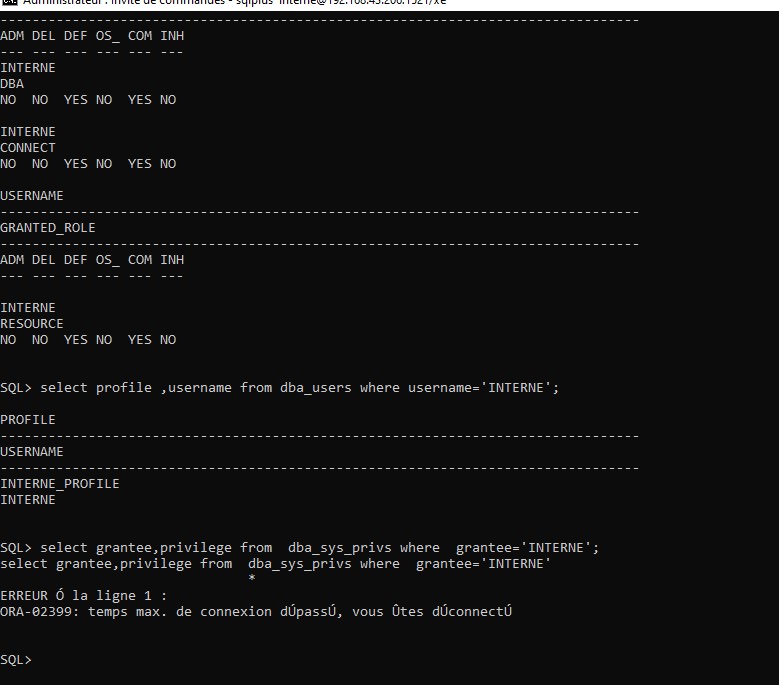 Administrateur : Invite de commandes - sqlplus interne@192.168.43.206:1521/xe
--------------------------------------------------------------------------------
ADM DEL DEF OS_ COM INH
--- --- --- --- --- ---
INTERNE
DBA
NO  NO  YES NO  YES NO
INTERNE
CONNECT
NO  NO  YES NO  YES NO
USERNAME
--------------------------------------------------------------------------------
GRANTED_ROLE
--------------------------------------------------------------------------------
ADM DEL DEF OS_ COM INH
--- --- --- --- --- ---
INTERNE
RESOURCE
NO  NO  YES NO  YES NO
SQL> select profile ,username from dba_users where username='INTERNE';
PROFILE
--------------------------------------------------------------------------------
USERNAME
--------------------------------------------------------------------------------
INTERNE_PROFILE
INTERNE
SQL> select grantee,privilege from  dba_sys_privs where  grantee='INTERNE';
select grantee,privilege from  dba_sys_privs where  grantee='INTERNE'
*
ERREUR Ó la ligne 1 :
ORA-02399: temps max. de connexion dÚpassÚ, vous Ûtes dÚconnectÚ
SQL>